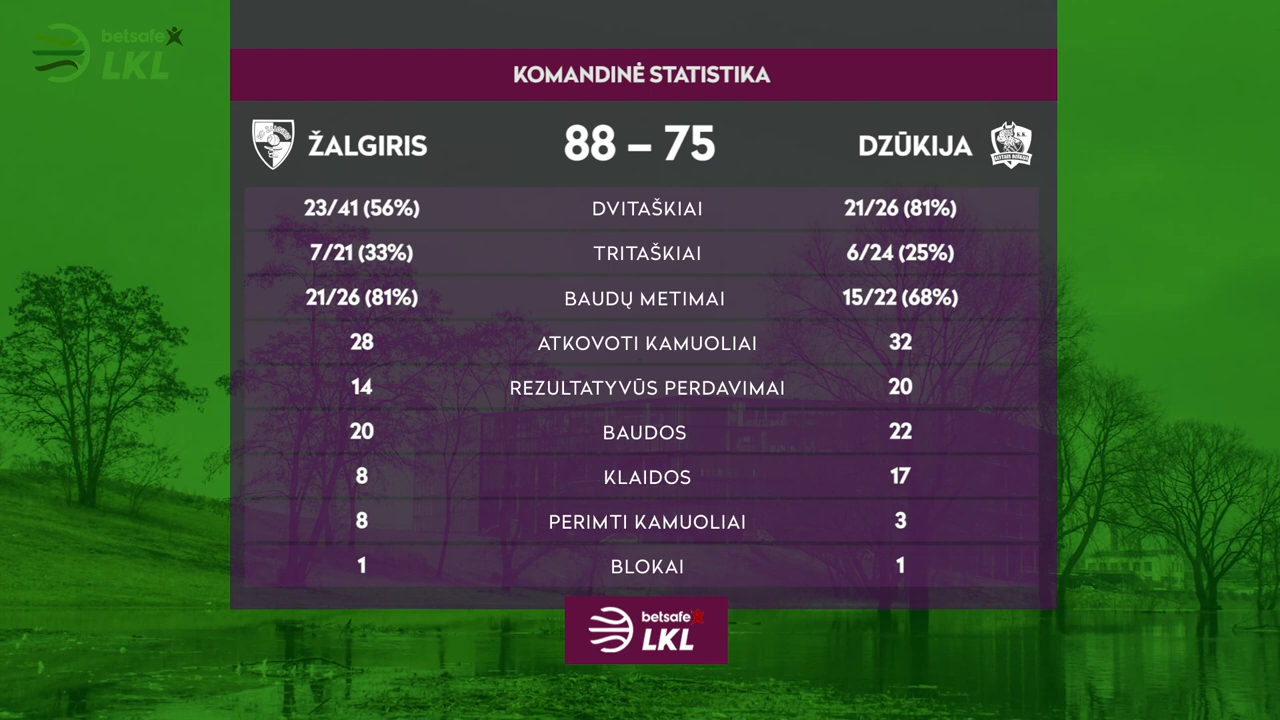 betsafe
LKL
KOMANDINĖ STATISTIKA
ŽALGIRIS 88 – 75 DZŪKIJA
23/41 (56%) DVITAŠKIAI 21/26 (81%)
7/21 (33%) TRITAŠKIAI 6/24 (25%)
21/26 (81%) BAUDŲ METIMAI 15/22 (68%)
28 ATKOVOTI KAMUOLIAI 32
14 REZULTATYVŪS PERDAVIMAI 20
20 BAUDOS 22
8 KLAIDOS 17
8 PERIMTI KAMUOLIAI 3
1 BLOKAI 1
betsafe
LKL